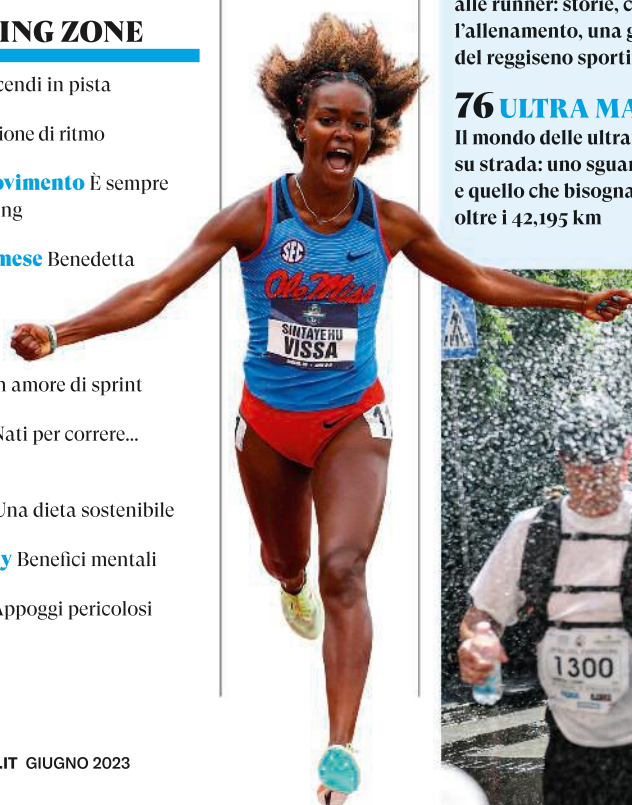 ING ZONE
cendi in pista
ione di ritmo
ovimento È sempre
ng
mese Benedetta
n amore di sprint
Nati per correre...
Una dieta sostenibile
y Benefici mentali
Appoggi pericolosi
.IT GIUGNO 2023
SEC
Ole Miss
SINTAYEHU
VISSA
1
alle runner: storie, c
l'allenamento, una g
del reggiseno sporti
76 ULTRA MA
Il mondo delle ultra
su strada: uno sguar
e quello che bisogna
oltre i 42,195 km
1300